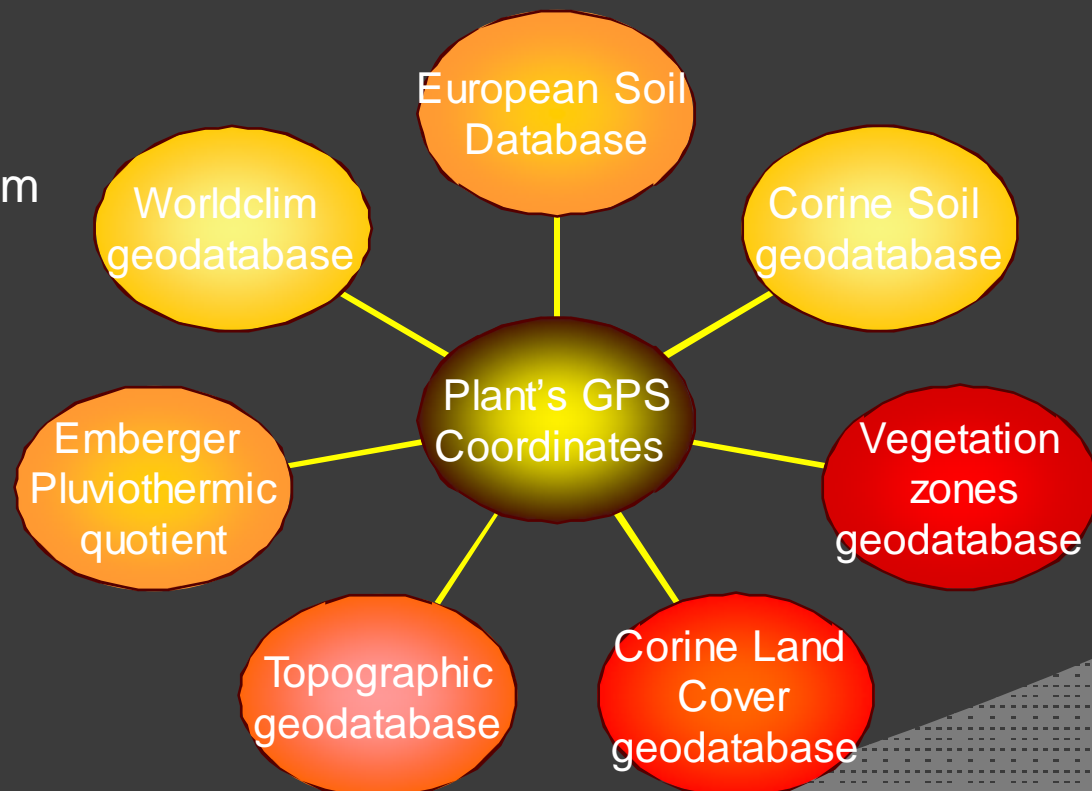 European Soil
Database
m
Worldclim
geodatabase
Corine Soil
geodatabase
Plant's GPS
Coordinates
Emberger
Pluviothermic
quotient
Vegetation
zones
geodatabase
Topographic
geodatabase
Corine Land
Cover
geodatabase